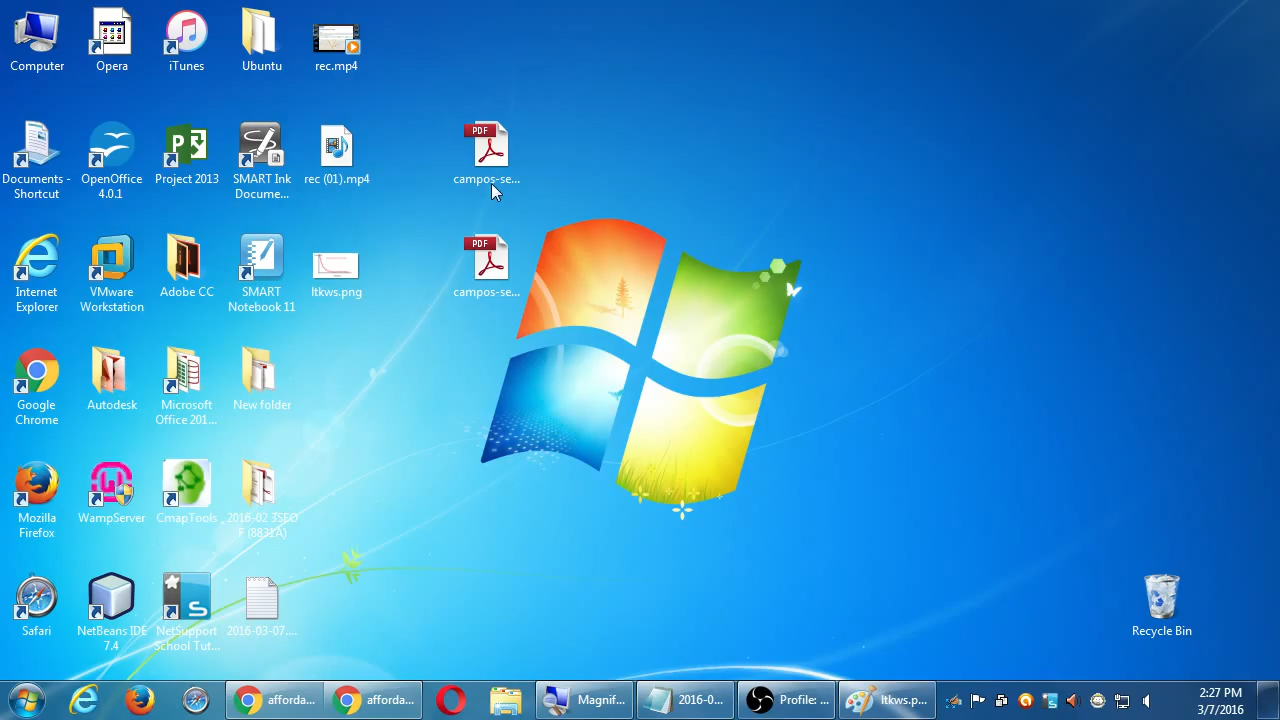 Computer
Opera
iTunes
Ubuntu
rec.mp4
Documents -
Shortcut
OpenOffice
4.0.1
Project 2013
SMART Ink
Docume...
rec (01).mp4
PDF
campos-se...
Internet
Explorer
VMware
Workstation
Adobe CC
SMART
Notebook 11
ltkws.png
PDF
campos-se...
Google
Chrome
Autodesk
Microsoft
Office 201...
New folder
Mozilla
Firefox
WampServer
CmapTools
2016-02 3SEO
F (8831A)
Safari
NetBeans IDE
7.4
NetSupport
School Tut...
2016-03-07....
Recycle Bin
afforda...
afforda...
Magnif...
2016-0...
Profile: ...
ltkws.p...
2:27 PM
3/7/2016